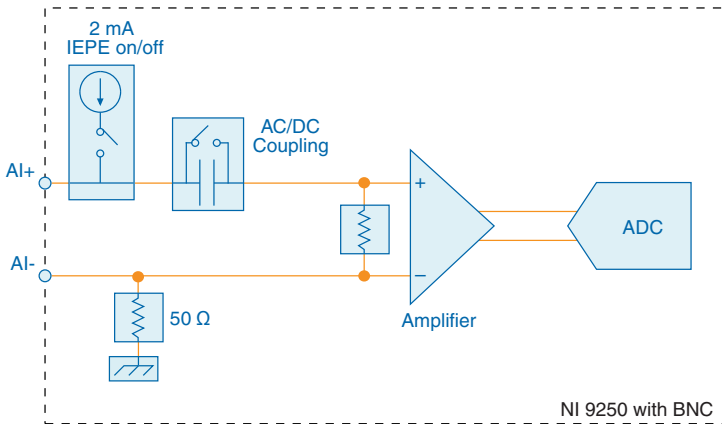 2 mA
IEPE on/off
AC/DC
Coupling
AI+
+
ADC
AI-
−
50 Ω
Amplifier
NI 9250 with BNC